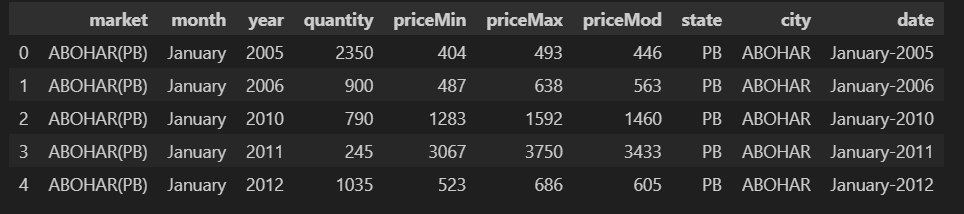 market month year quantity priceMin priceMax priceMod state city date
0 ABOHAR(PB) January 2005 2350 404 493 446 PB ABOHAR January-2005
1 ABOHAR(PB) January 2006 900 487 638 563 PB ABOHAR January-2006
2 ABOHAR(PB) January 2010 790 1283 1592 1460 PB ABOHAR January-2010
3 ABOHAR(PB) January 2011 245 3067 3750 3433 PB ABOHAR January-2011
4 ABOHAR(PB) January 2012 1035 523 686 605 PB ABOHAR January-2012